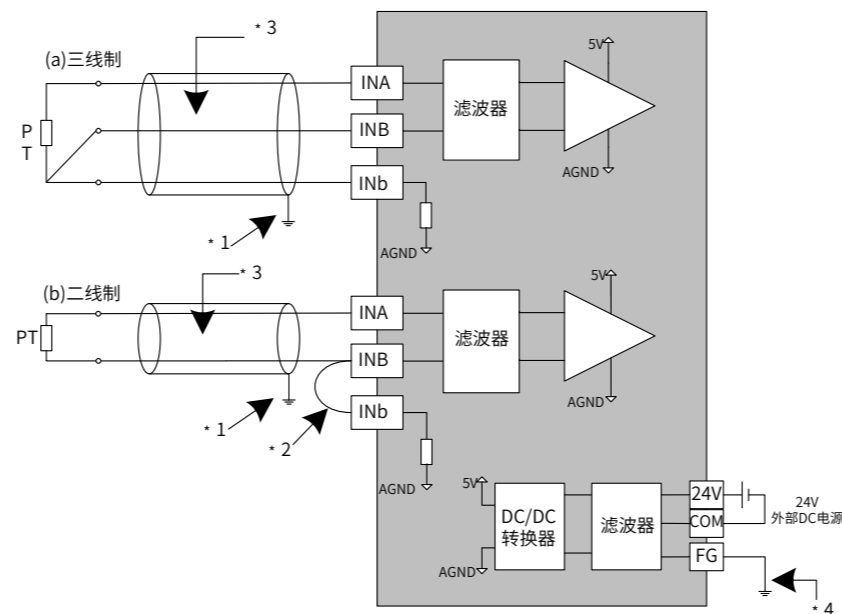 * 3
(a)三线制
P
T
INA
INB
INb
滤波器
5V
AGND
AGND
* 1
* 3
(b)二线制
PT
INA
INB
INb
滤波器
5V
AGND
* 1
* 2
AGND
5V
DC/DC
转换器
滤波器
AGND
24V
COM
FG
24V
外部DC电源
* 4